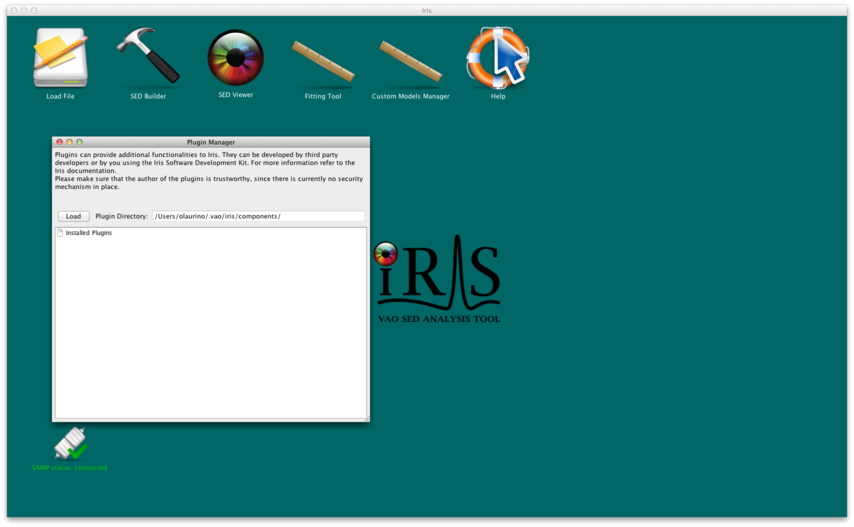 Iris
Load File
SED Builder
SED Viewer
Fitting Tool
Custom Models Manager
Help
Plugin Manager
Plugins can provide additional functionalities to Iris. They can be developed by third party
developers or by you using the Iris Software Development Kit. For more information refer to the
Iris documentation.
Please make sure that the author of the plugins is trustworthy, since there is currently no security
mechanism in place.
Load
Plugin Directory:
/Users/olaurino/.vao/iris/components/
Installed Plugins
iRIS
VAO SED ANALYSIS TOOL
SAMP status: connected